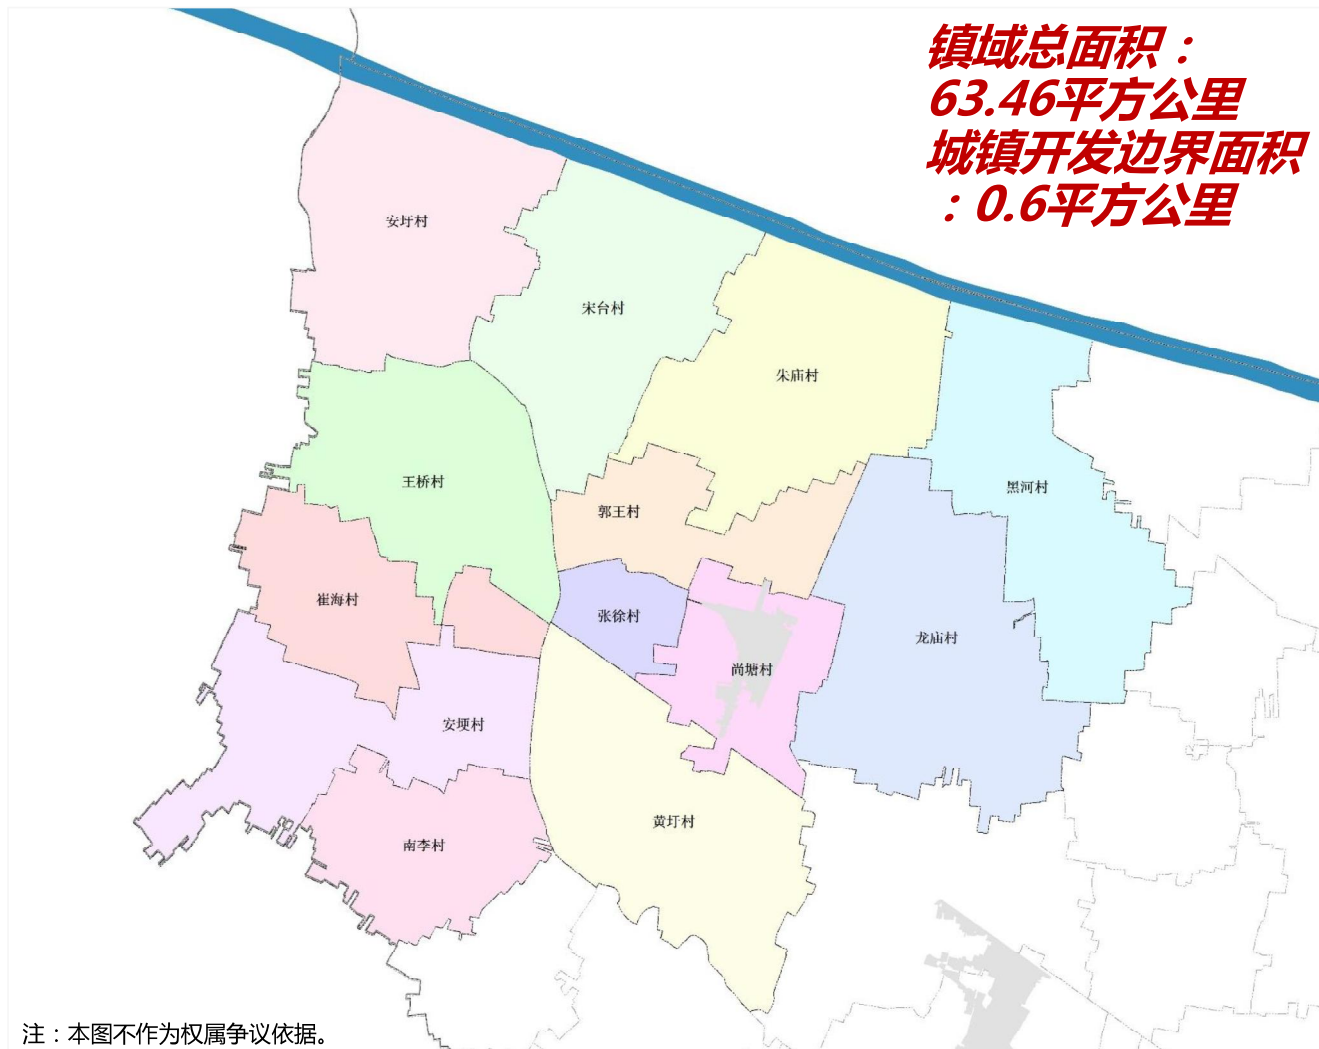 镇域总面积：
63.46平方公里
城镇开发边界面积
：0.6平方公里
安圩村
宋台村
朱庙村
王桥村
黑河村
郭王村
崔海村
张徐村
龙庙村
尚塘村
安埂村
黄圩村
南李村
注：本图不作为权属争议依据。